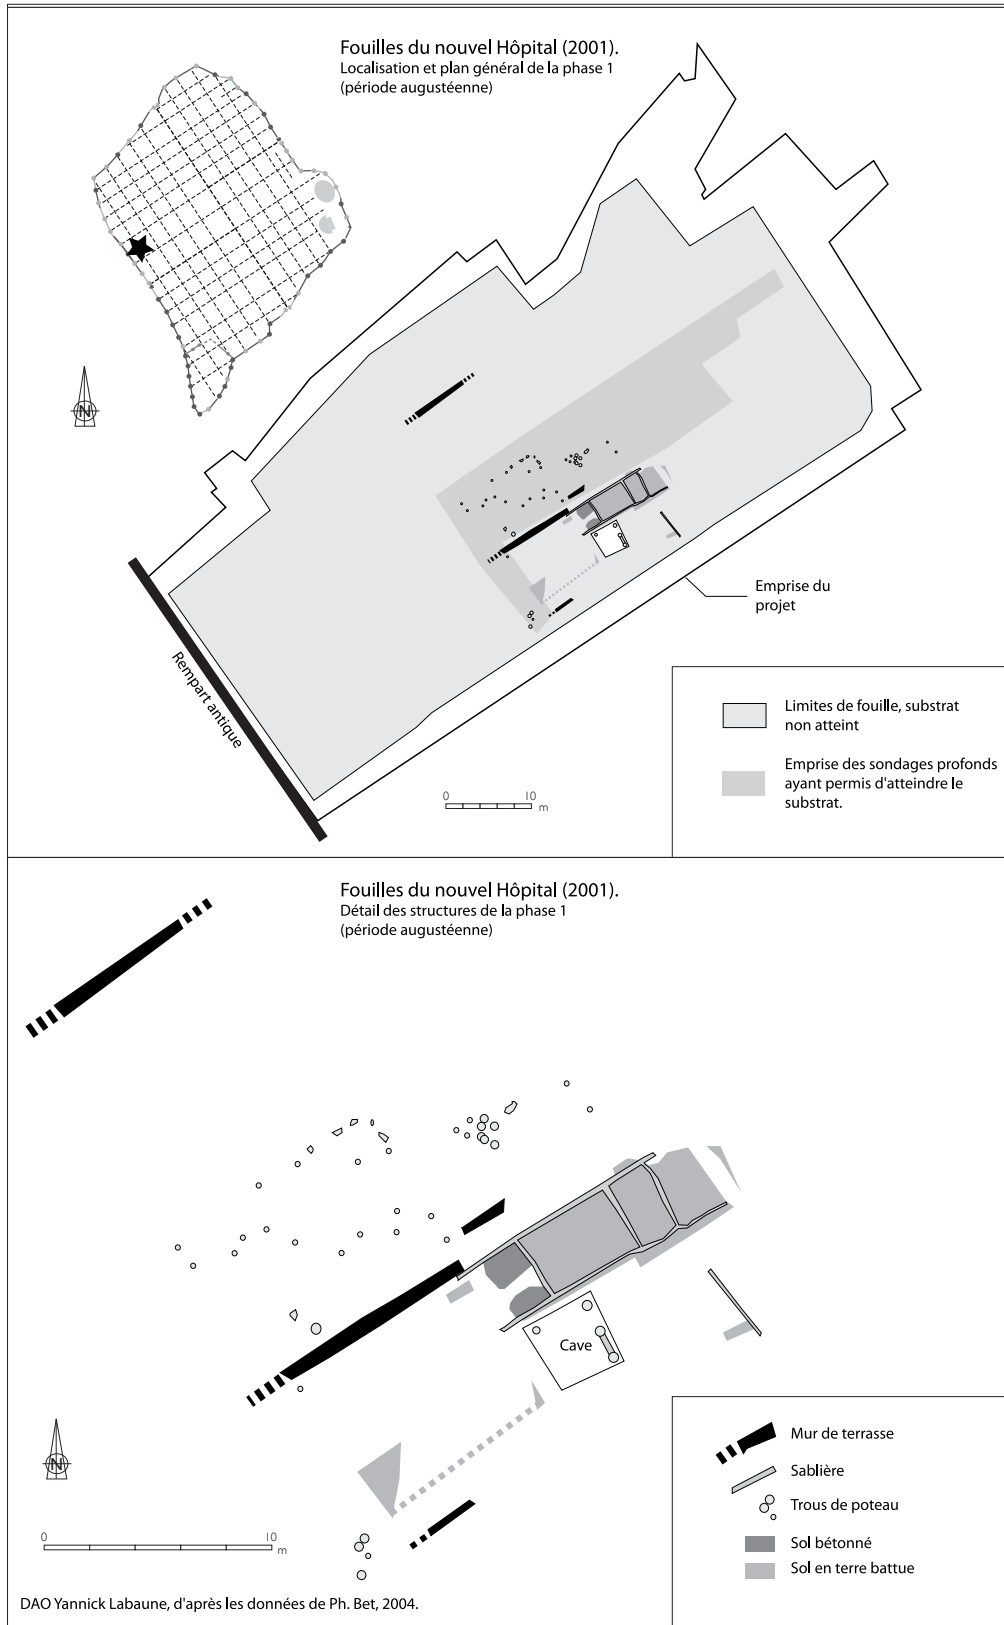 Fouilles du nouvel Hôpital (2001).
Localisation et plan général de la phase 1
(période augustéenne)
N
Emprise du
projet
Rempart antique
Limites de fouille, substrat
non atteint
Emprise des sondages profonds
ayant permis d'atteindre le
substrat.
0 10
m
Fouilles du nouvel Hôpital (2001).
Détail des structures de la phase 1
(période augustéenne)
Cave
N
Mur de terrasse
Sablière
Trous de poteau
Sol bétonné
Sol en terre battue
0 10
m
DAO Yannick Labaune, d'après les données de Ph. Bet, 2004.